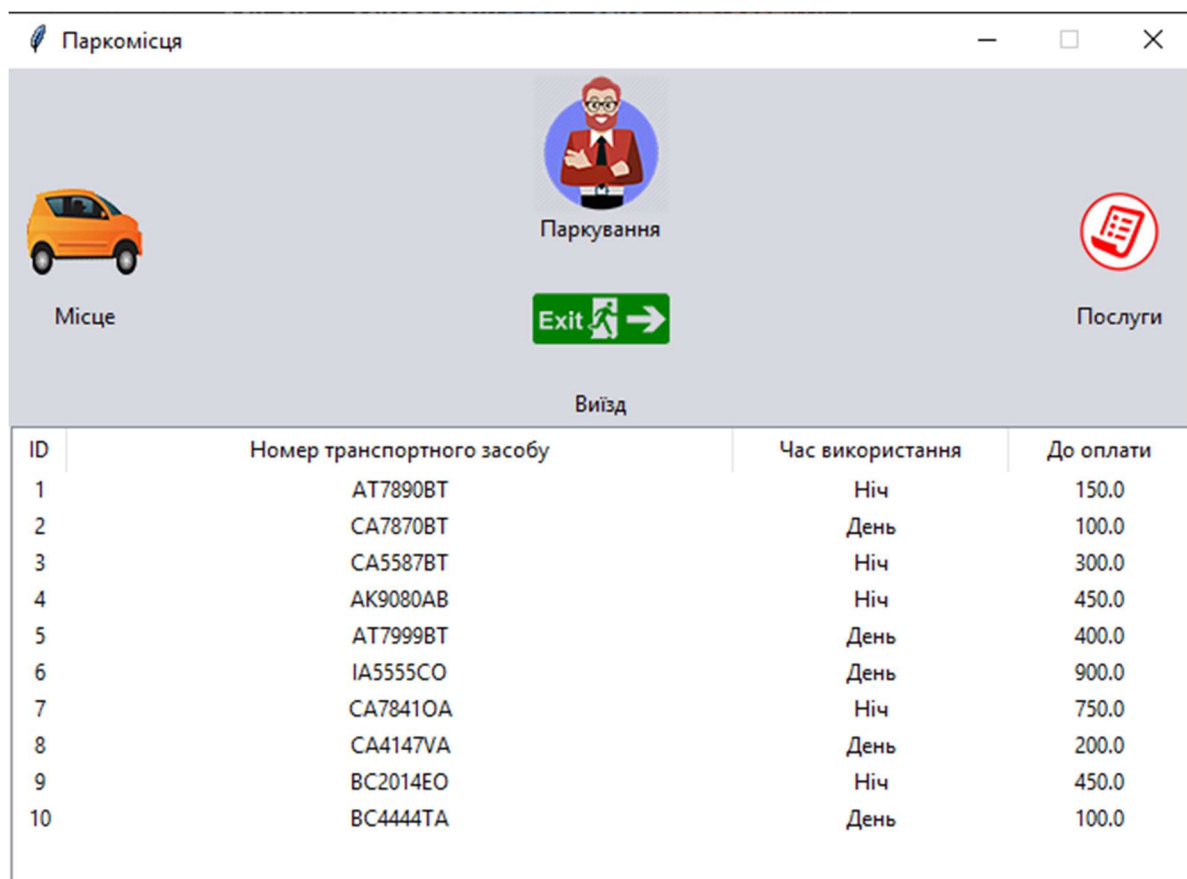 Паркомісця
Паркування
Місце
Exit
Послуги
Виїзд
ID Номер транспортного засобу Час використання До оплати
1 AT7890BT Ніч 150.0
2 CA7870BT День 100.0
3 CA5587BT Ніч 300.0
4 AK9080AB Ніч 450.0
5 AT7999BT День 400.0
6 IA5555CO День 900.0
7 CA7841OA Ніч 750.0
8 CA4147VA День 200.0
9 BC2014EO Ніч 450.0
10 BC4444TA День 100.0